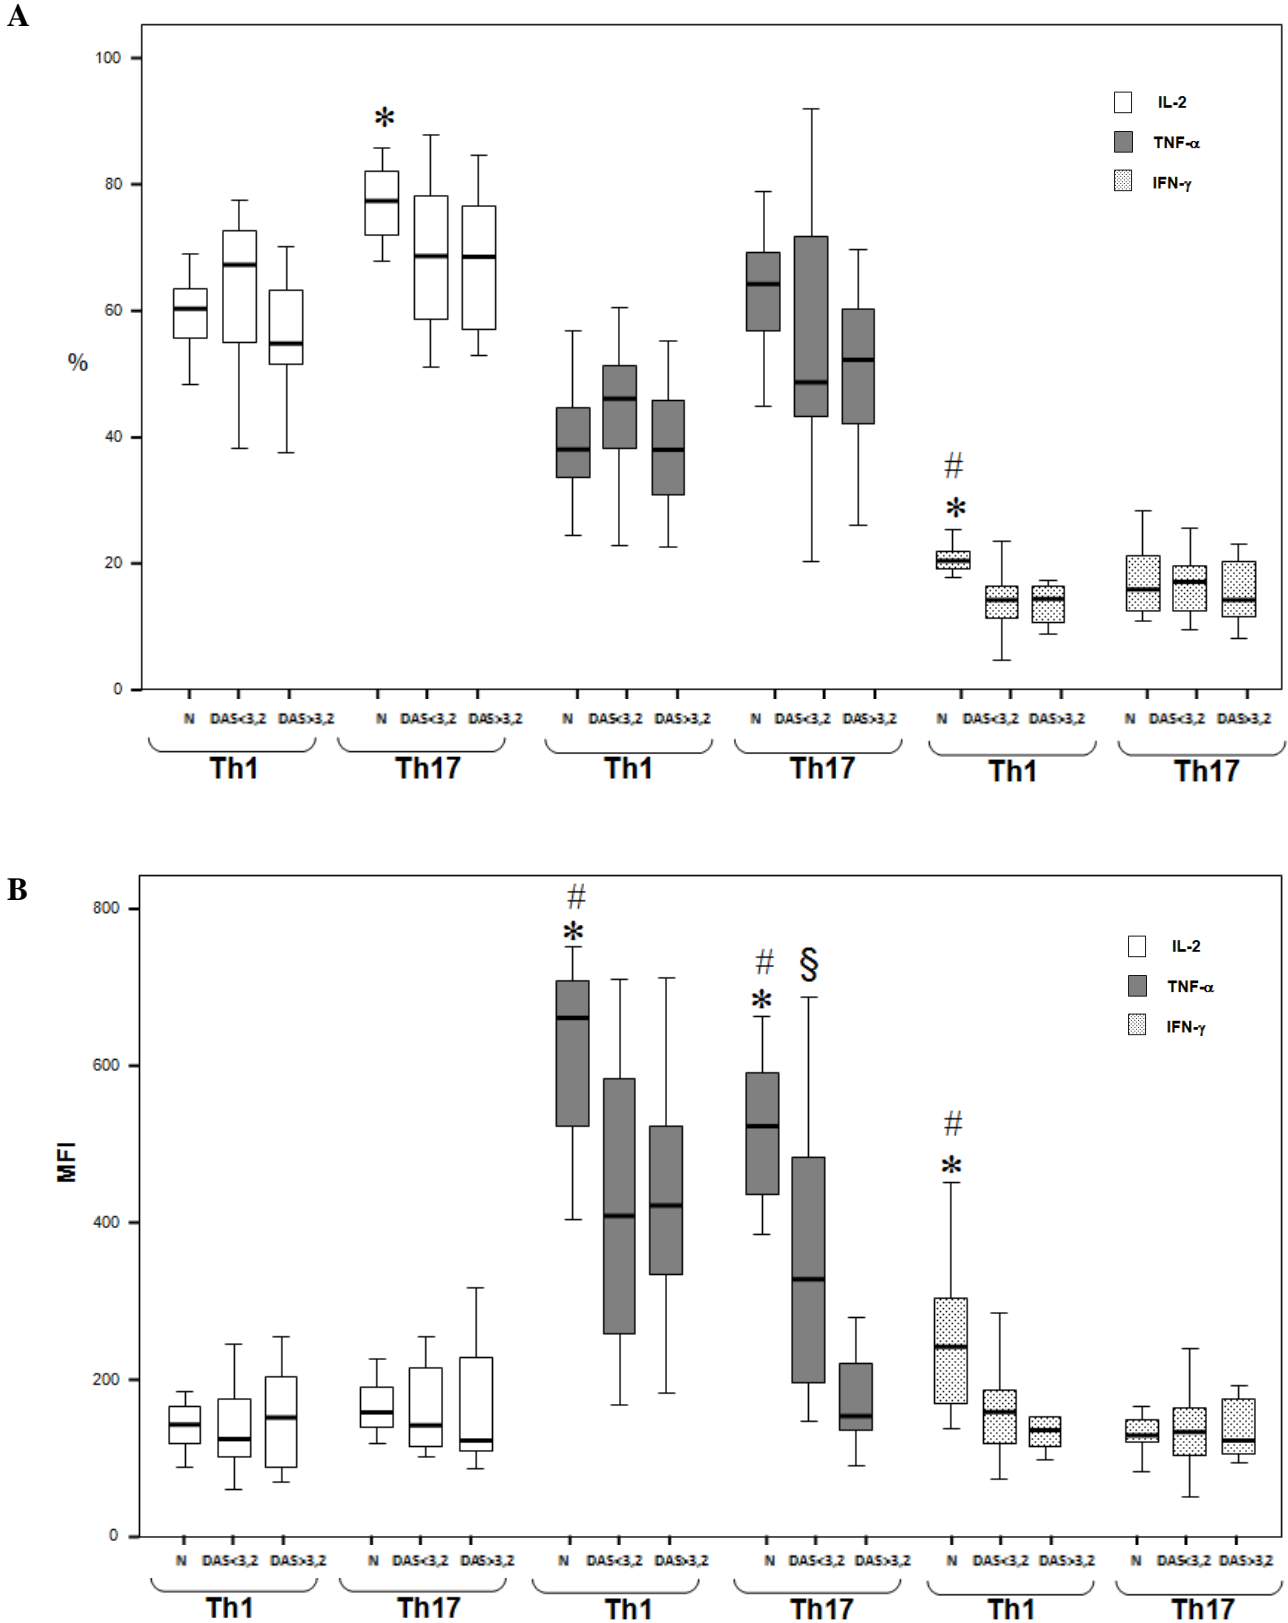 A
100
80
60
%
40
20
0
*
#
*
IL-2
TNF-α
IFN-γ
N DAS<3,2 DAS>3,2 N DAS<3,2 DAS>3,2 N DAS<3,2 DAS>3,2 N DAS<3,2 DAS>3,2 N DAS<3,2 DAS>3,2 N DAS<3,2 DAS>3,2
Th1 Th17 Th1 Th17 Th1 Th17
B
800
600
MFI
400
200
0
#
*
# §
*
#
*
IL-2
TNF-α
IFN-γ
N DAS<3,2 DAS>3,2 N DAS<3,2 DAS>3,2 N DAS<3,2 DAS>3,2 N DAS<3,2 DAS>3,2 N DAS<3,2 DAS>3,2 N DAS<3,2 DAS>3,2
Th1 Th17 Th1 Th17 Th1 Th17